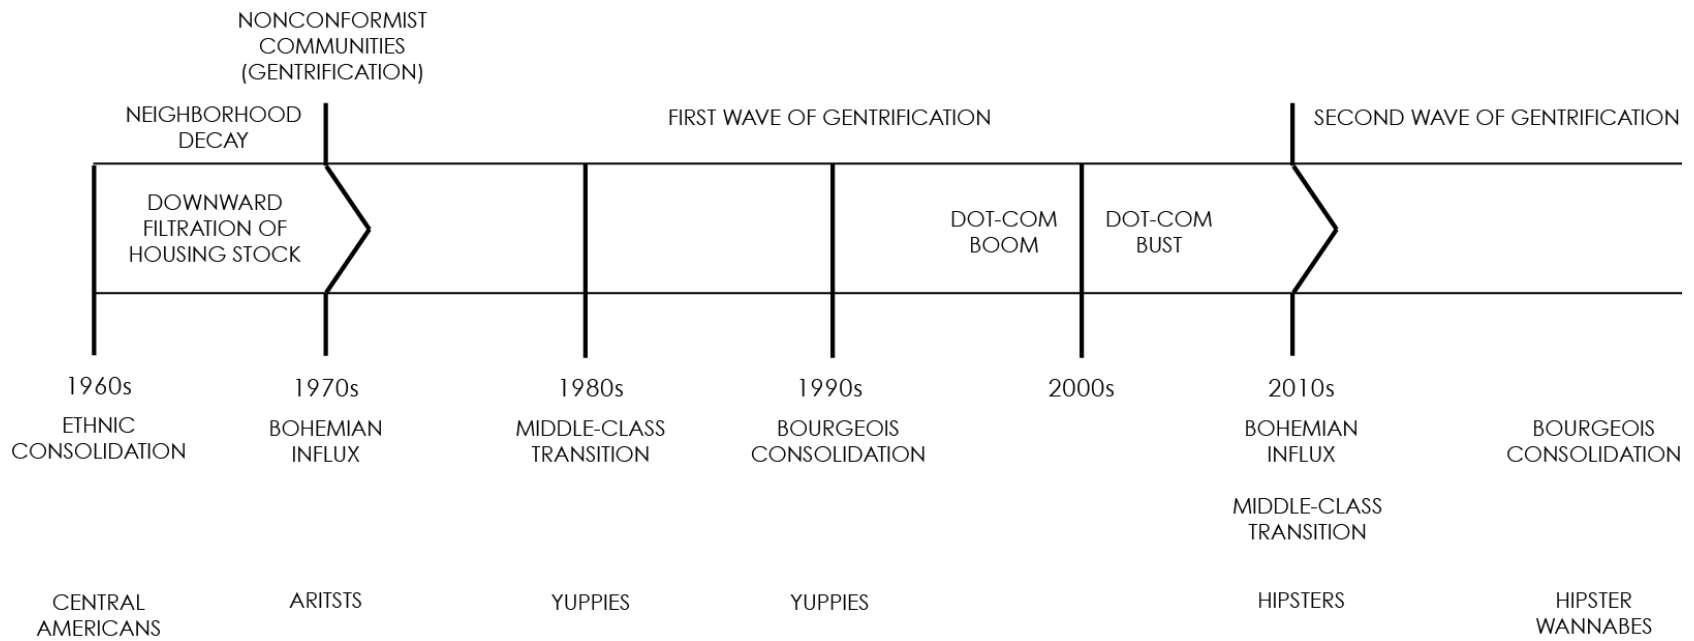 NONCONFORMIST
COMMUNITIES
(GENTRIFICATION)
NEIGHBORHOOD
DECAY
FIRST WAVE OF GENTRIFICATION
SECOND WAVE OF GENTRIFICATION
DOWNWARD
FILTRATION OF
HOUSING STOCK
DOT-COM
BOOM
DOT-COM
BUST
1960s
1970s
1980s
1990s
2000s
2010s
ETHNIC
CONSOLIDATION
BOHEMIAN
INFLUX
MIDDLE-CLASS
TRANSITION
BOURGEOIS
CONSOLIDATION
BOHEMIAN
INFLUX
MIDDLE-CLASS
TRANSITION
BOURGEOIS
CONSOLIDATION
CENTRAL
AMERICANS
ARITSTS
YUPPIES
YUPPIES
HIPSTERS
HIPSTER
WANNABES